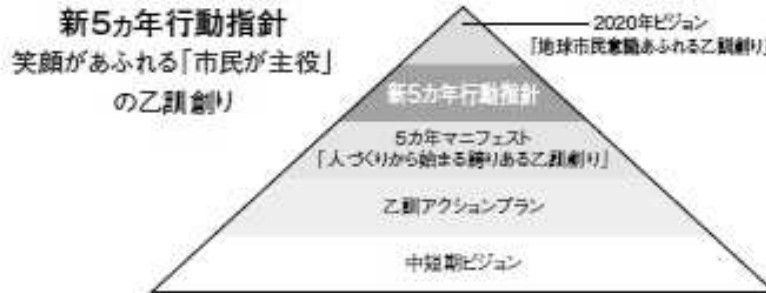 新5ヵ年行動指針
笑顔があふれる「市民が主役」
の乙訓創り
2020年ビジョン
「地球市民意識あふれる乙訓創り」
新5カ年行動指針
5カ年マニフェスト
「人づくりから始まる誇りある乙訓創り」
乙訓アクションプラン
中短期ビジョン